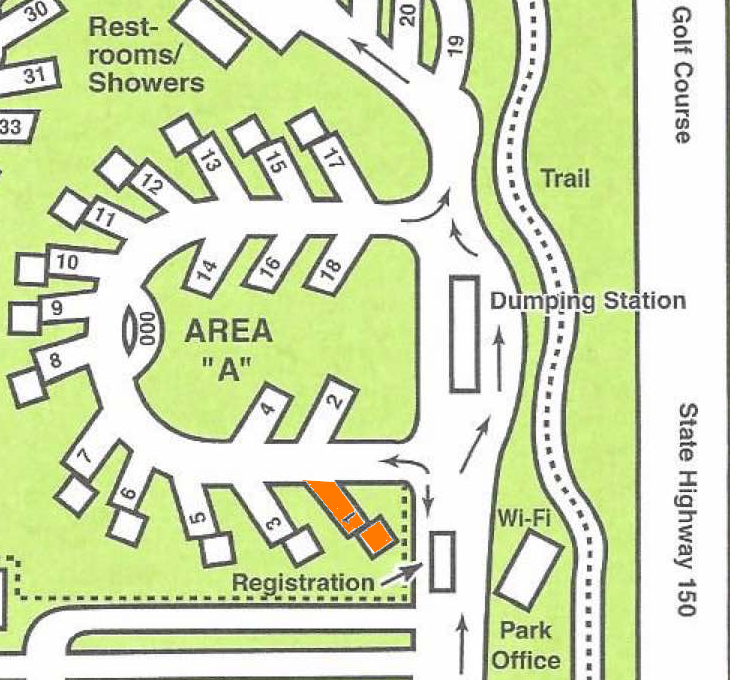 30
31
33
Rest-
rooms/
Showers
20
19
Golf Course
Trail
13
15
17
12
11
10
9
8
14
16
18
000
AREA
"A"
Dumping Station
4
2
7
6
5
3
1
Wi-Fi
State Highway 150
Registration
Park
Office